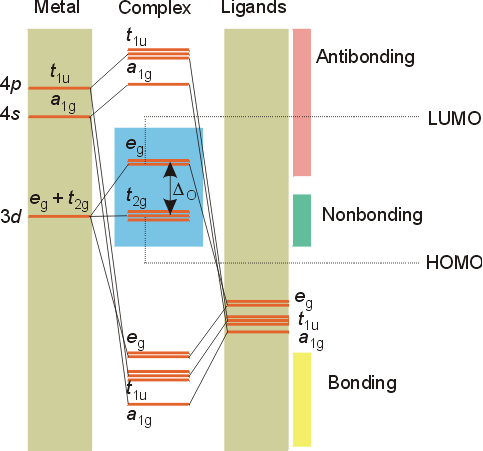 Metal Complex Ligands
t1u
Antibonding
a1g
4p t1u
a1g
4s
LUMO
eg
ΔO
eg + t2g t2g
3d
Nonbonding
HOMO
eg
t1u
a1g
eg
t1u
a1g
Bonding